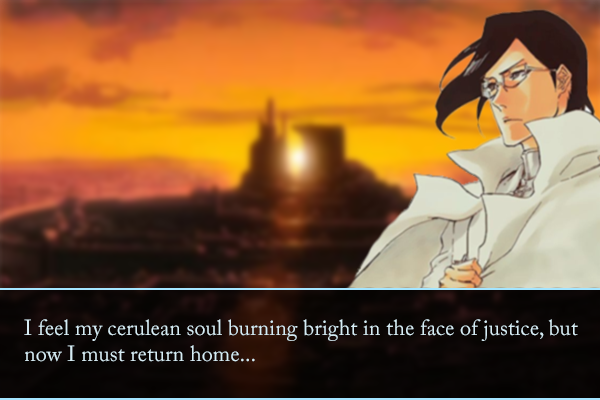 I feel my cerulean soul burning bright in the face of justice, but
now I must return home...